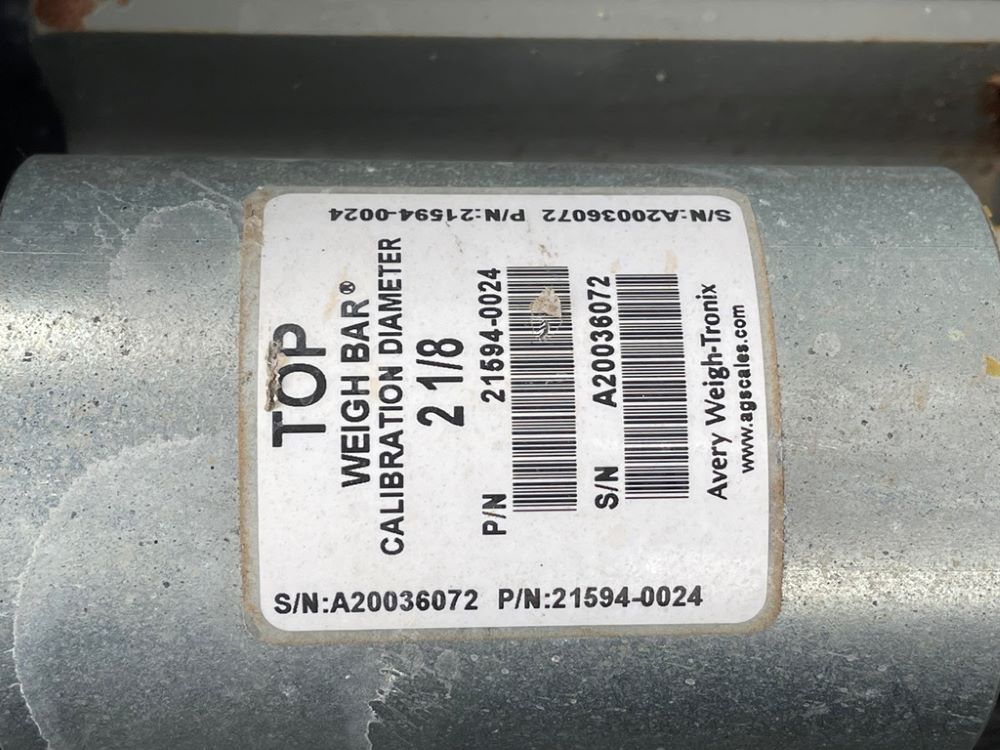 S/N:A20036072 P/N:21594-0024
TOP
WEIGH BAR®
CALIBRATION DIAMETER
2 1/8
P/N 21594-0024
S/N A20036072
Avery Weigh-Tronix
www.agscales.com
S/N:A20036072 P/N:21594-0024